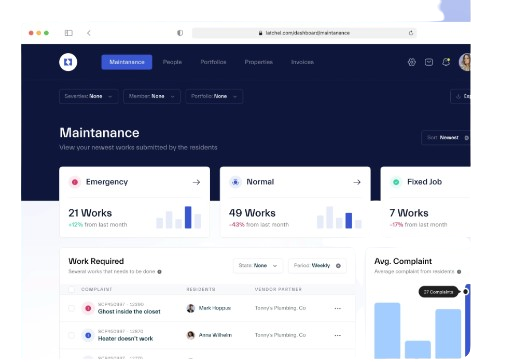 latchel.com/dashboard/maintanance
Maintanance People Portfolios Properties Invoices
Severties: None Member: None Portfolio: None
Maintanance
View your newest works submitted by the residents
Sort: Newest
Emergency Normal Fixed Job
21 Works 49 Works 7 Works
+12% from last month -43% from last month -17% from last month
Work Required
Several works that needs to be done
State: None Period: Weekly
Avg. Complaint
Average complaint from residents
27 Complaints
COMPLAINT RESIDENTS VENDOR PARTNER
Ghost inside the closet Mark Hoppus Tonny's Plumbing, Co
Heater doesn't work Anna Wilhelm Tonny's Plumbing, Co